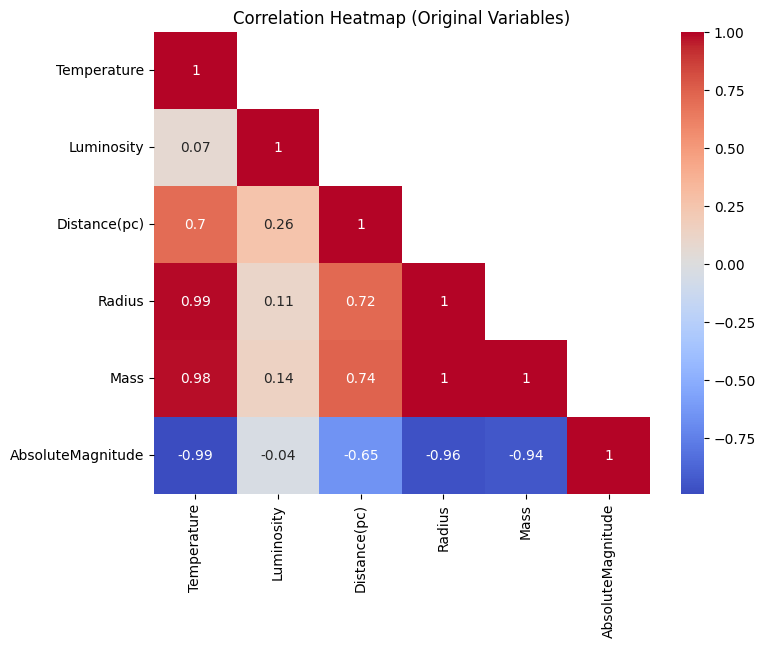 Correlation Heatmap (Original Variables)
Temperature 1
Luminosity 0.07 1
Distance(pc) 0.7 0.26 1
Radius 0.99 0.11 0.72 1
Mass 0.98 0.14 0.74 1 1
AbsoluteMagnitude -0.99 -0.04 -0.65 -0.96 -0.94 1
Temperature
Luminosity
Distance(pc)
Radius
Mass
AbsoluteMagnitude
1.00
0.75
0.50
0.25
0.00
-0.25
-0.50
-0.75